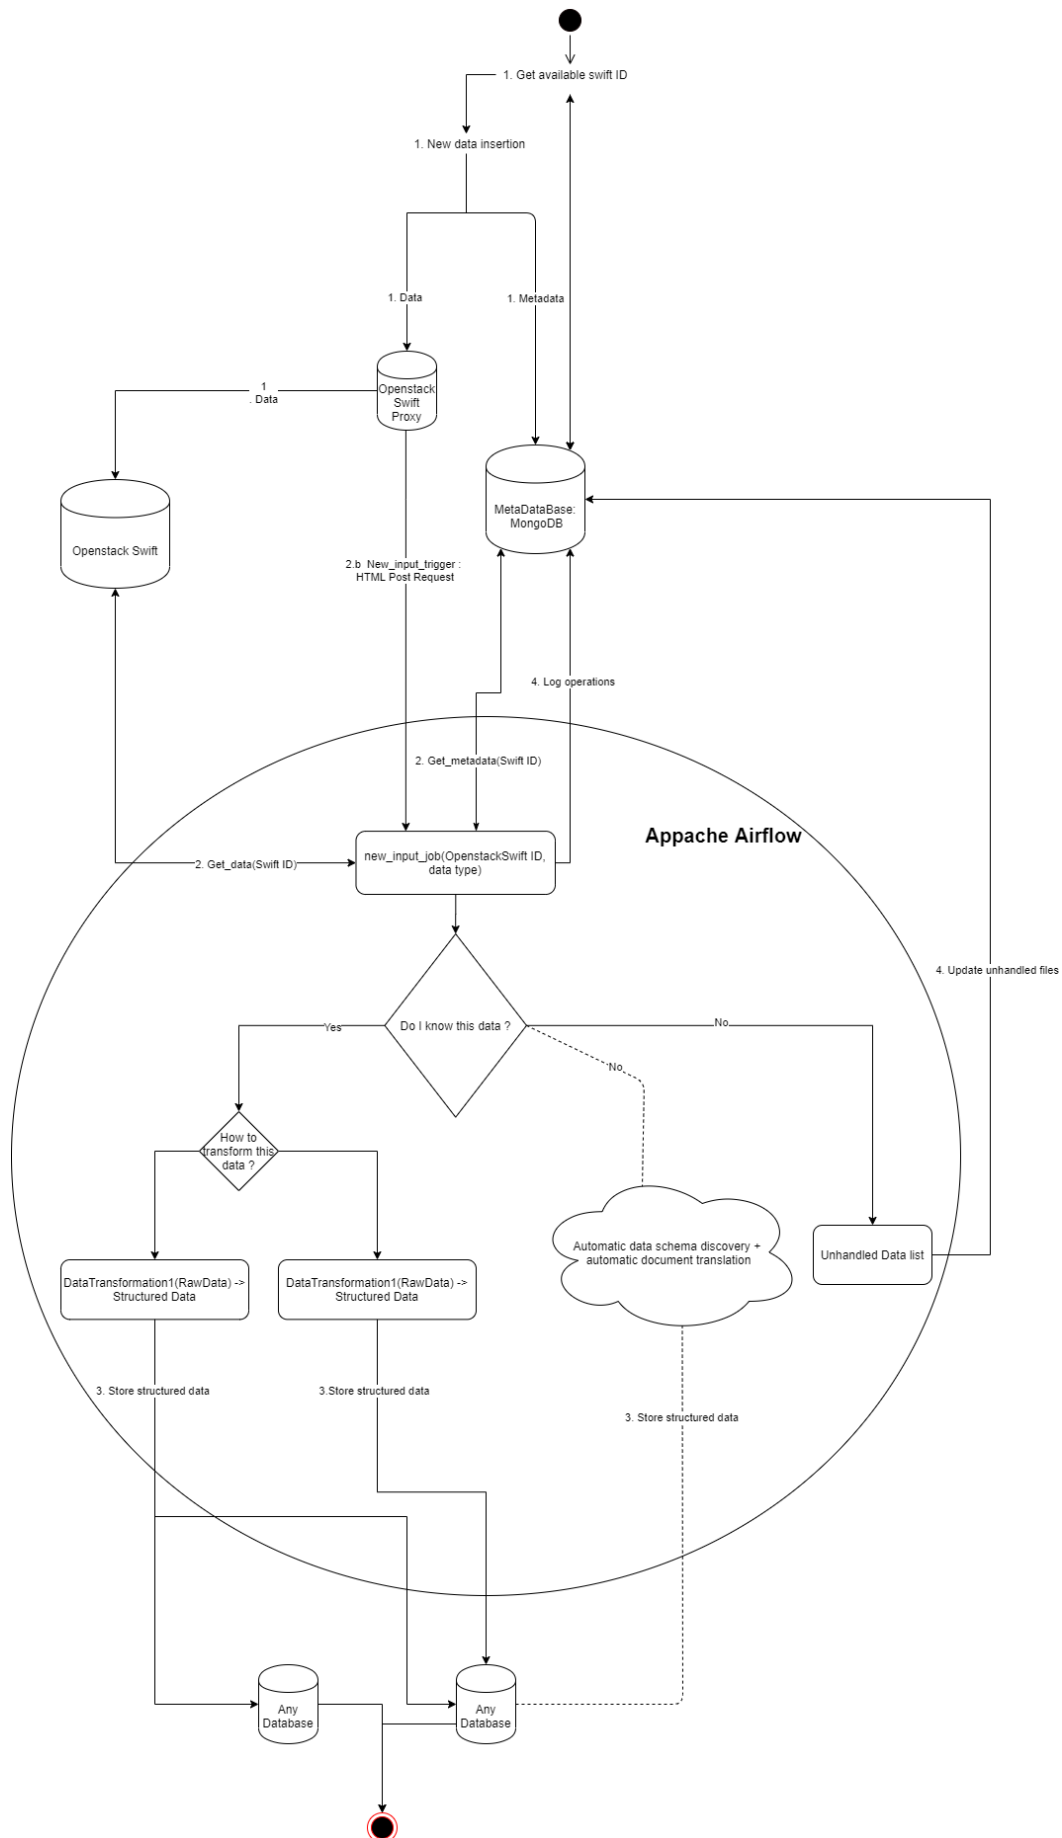 1. Get available swift ID
1. New data insertion
1. Data
1. Metadata
Openstack
Swift
Proxy
1
. Data
MetaDataBase:
MongoDB
Openstack Swift
2.b  New_input_trigger :
HTML Post Request
4. Log operations
2. Get_metadata(Swift ID)
Appache Airflow
new_input_job(OpenstackSwift ID,
data type)
2. Get_data(Swift ID)
4. Update unhandled files
Do I know this data ?
Yes
No
No
How to
transform this
data ?
Automatic data schema discovery +
automatic document translation
Unhandled Data list
DataTransformation1(RawData) ->
Structured Data
DataTransformation1(RawData) ->
Structured Data
3. Store structured data
3.Store structured data
3. Store structured data
Any
Database
Any
Database